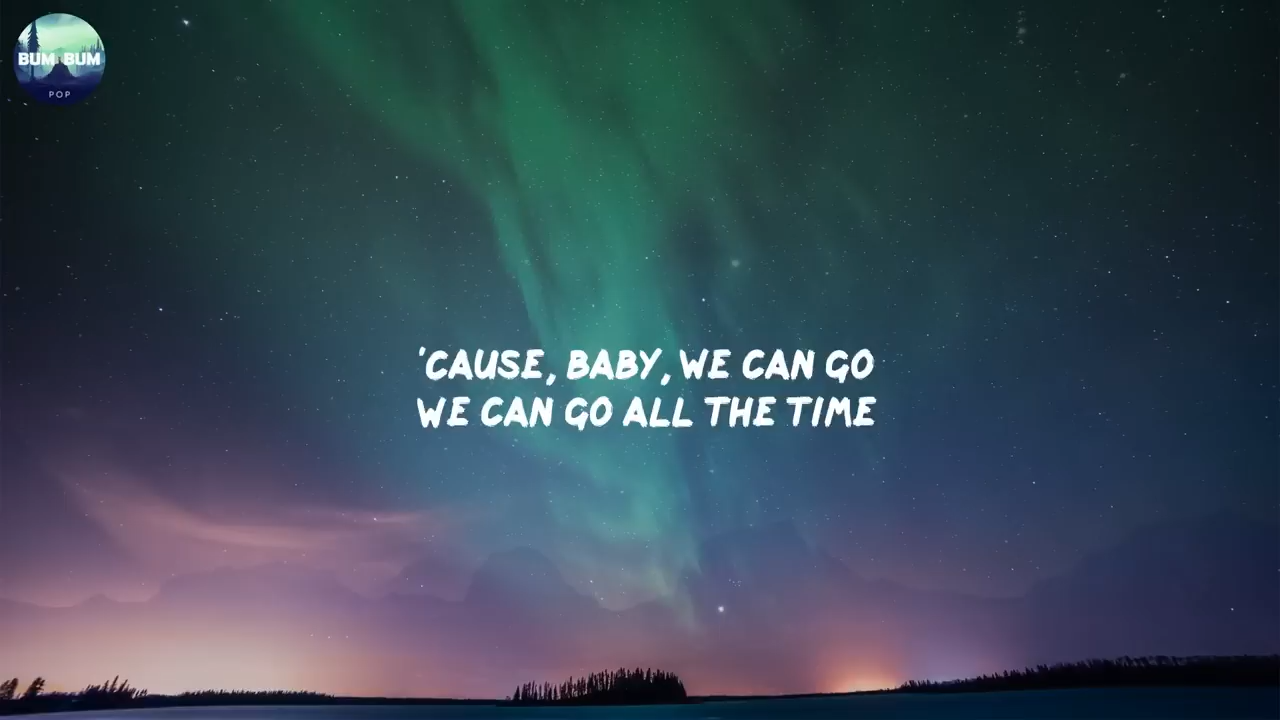 BUM BUM
POP
'CAUSE, BABY, WE CAN GO
WE CAN GO ALL THE TIME